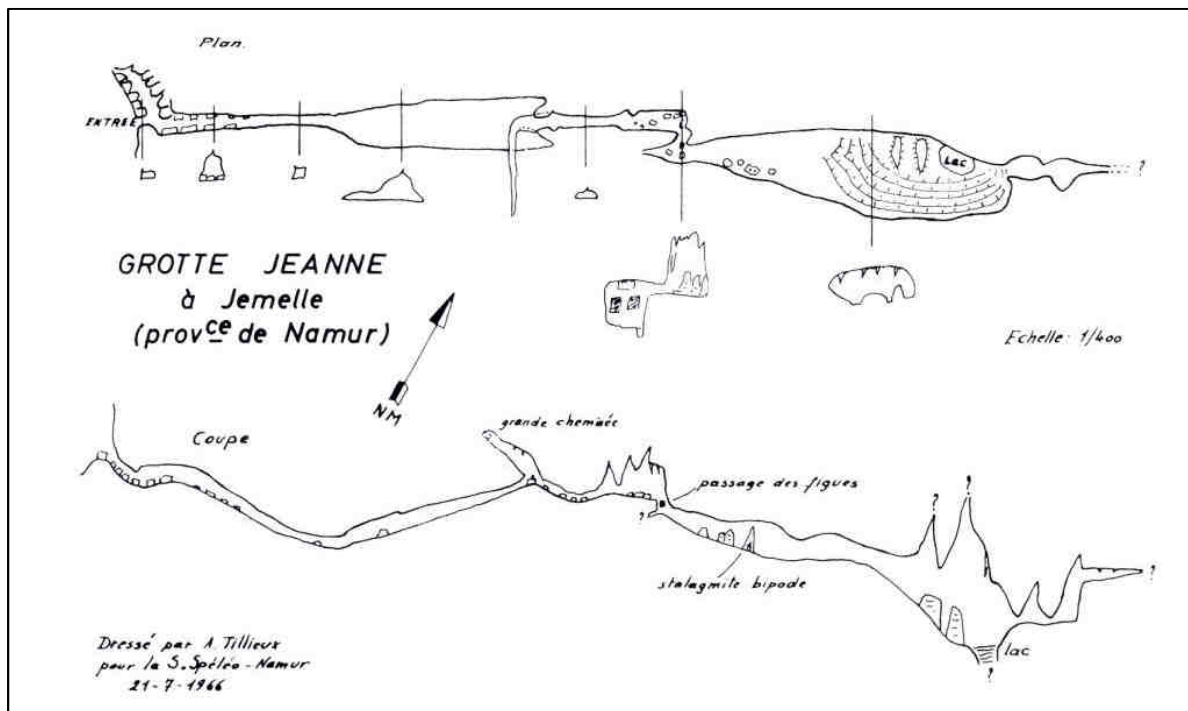 Plan.
ENTREE
Lac
?
GROTTE JEANNE
à Jemelle
(provce de Namur)
NM
Echelle: 1/400
Coupe
grande cheminée
passage des figues
?
stalagmite bipode
?
?
?
lac
?
Dressé par A. Tillieux
pour la S. Spéléo-Namur
21-7-1966